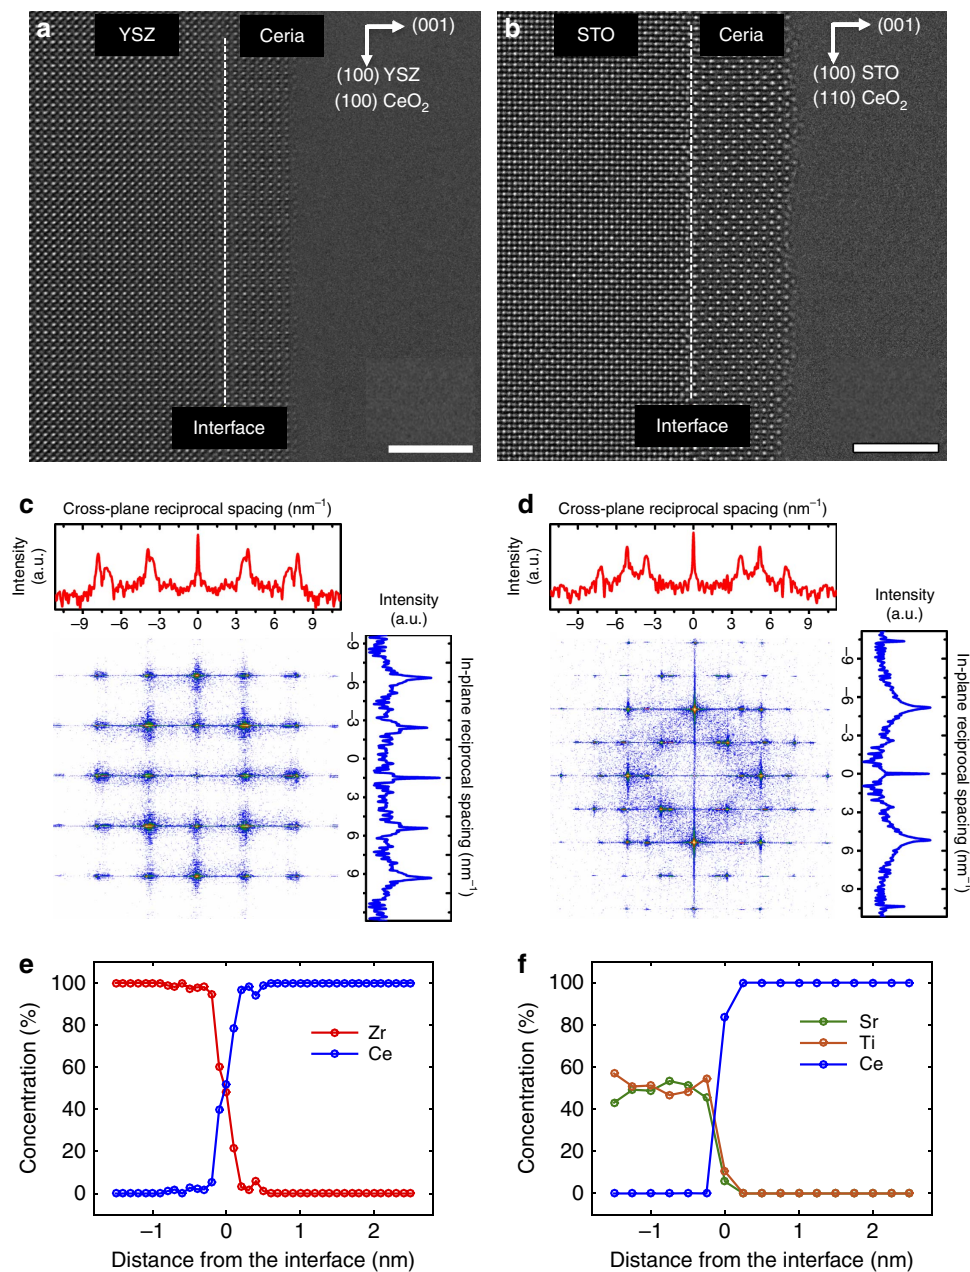 a
YSZ
Ceria
(001)
(100) YSZ
(100) CeO₂
Interface
b
STO
Ceria
(001)
(100) STO
(110) CeO₂
Interface
c
Cross-plane reciprocal spacing (nm⁻¹)
Intensity
(a.u.)
–9 –6 –3 0 3 6 9
Intensity
(a.u.)
–9 –6 –3 0 3 6 9
In-plane reciprocal spacing (nm⁻¹)
d
Cross-plane reciprocal spacing (nm⁻¹)
Intensity
(a.u.)
–9 –6 –3 0 3 6 9
Intensity
(a.u.)
–9 –6 –3 0 3 6 9
In-plane reciprocal spacing (nm⁻¹)
e
Concentration (%)
100
80
60
40
20
0
Zr
Ce
–1 0 1 2
Distance from the interface (nm)
f
Concentration (%)
100
80
60
40
20
0
Sr
Ti
Ce
–1 0 1 2
Distance from the interface (nm)